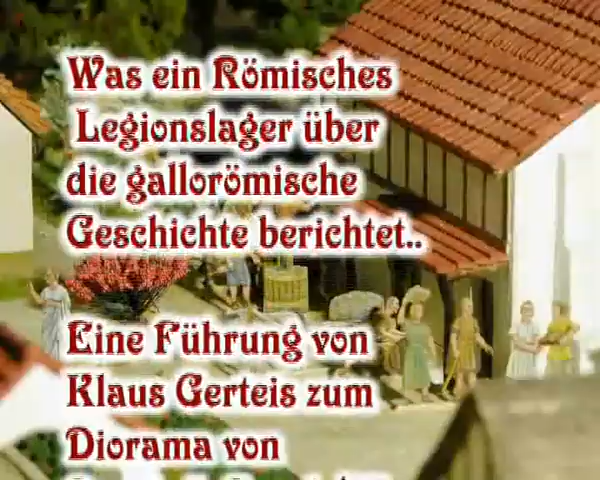 Was ein Römisches
Legionslager über
die gallorömische
Geschichte berichtet..
Eine Führung von
Klaus Gerteis zum
Diorama von